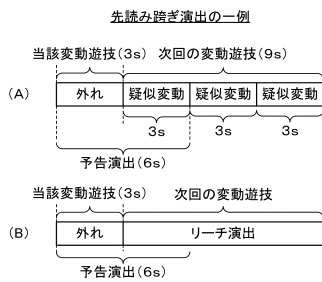 先読み跨ぎ演出の一例
当該変動遊技(3s) 次回の変動遊技(9s)
(A) 外れ 疑似変動 疑似変動 疑似変動
3s 3s 3s
予告演出(6s)
当該変動遊技(3s) 次回の変動遊技
(B) 外れ リーチ演出
予告演出(6s)